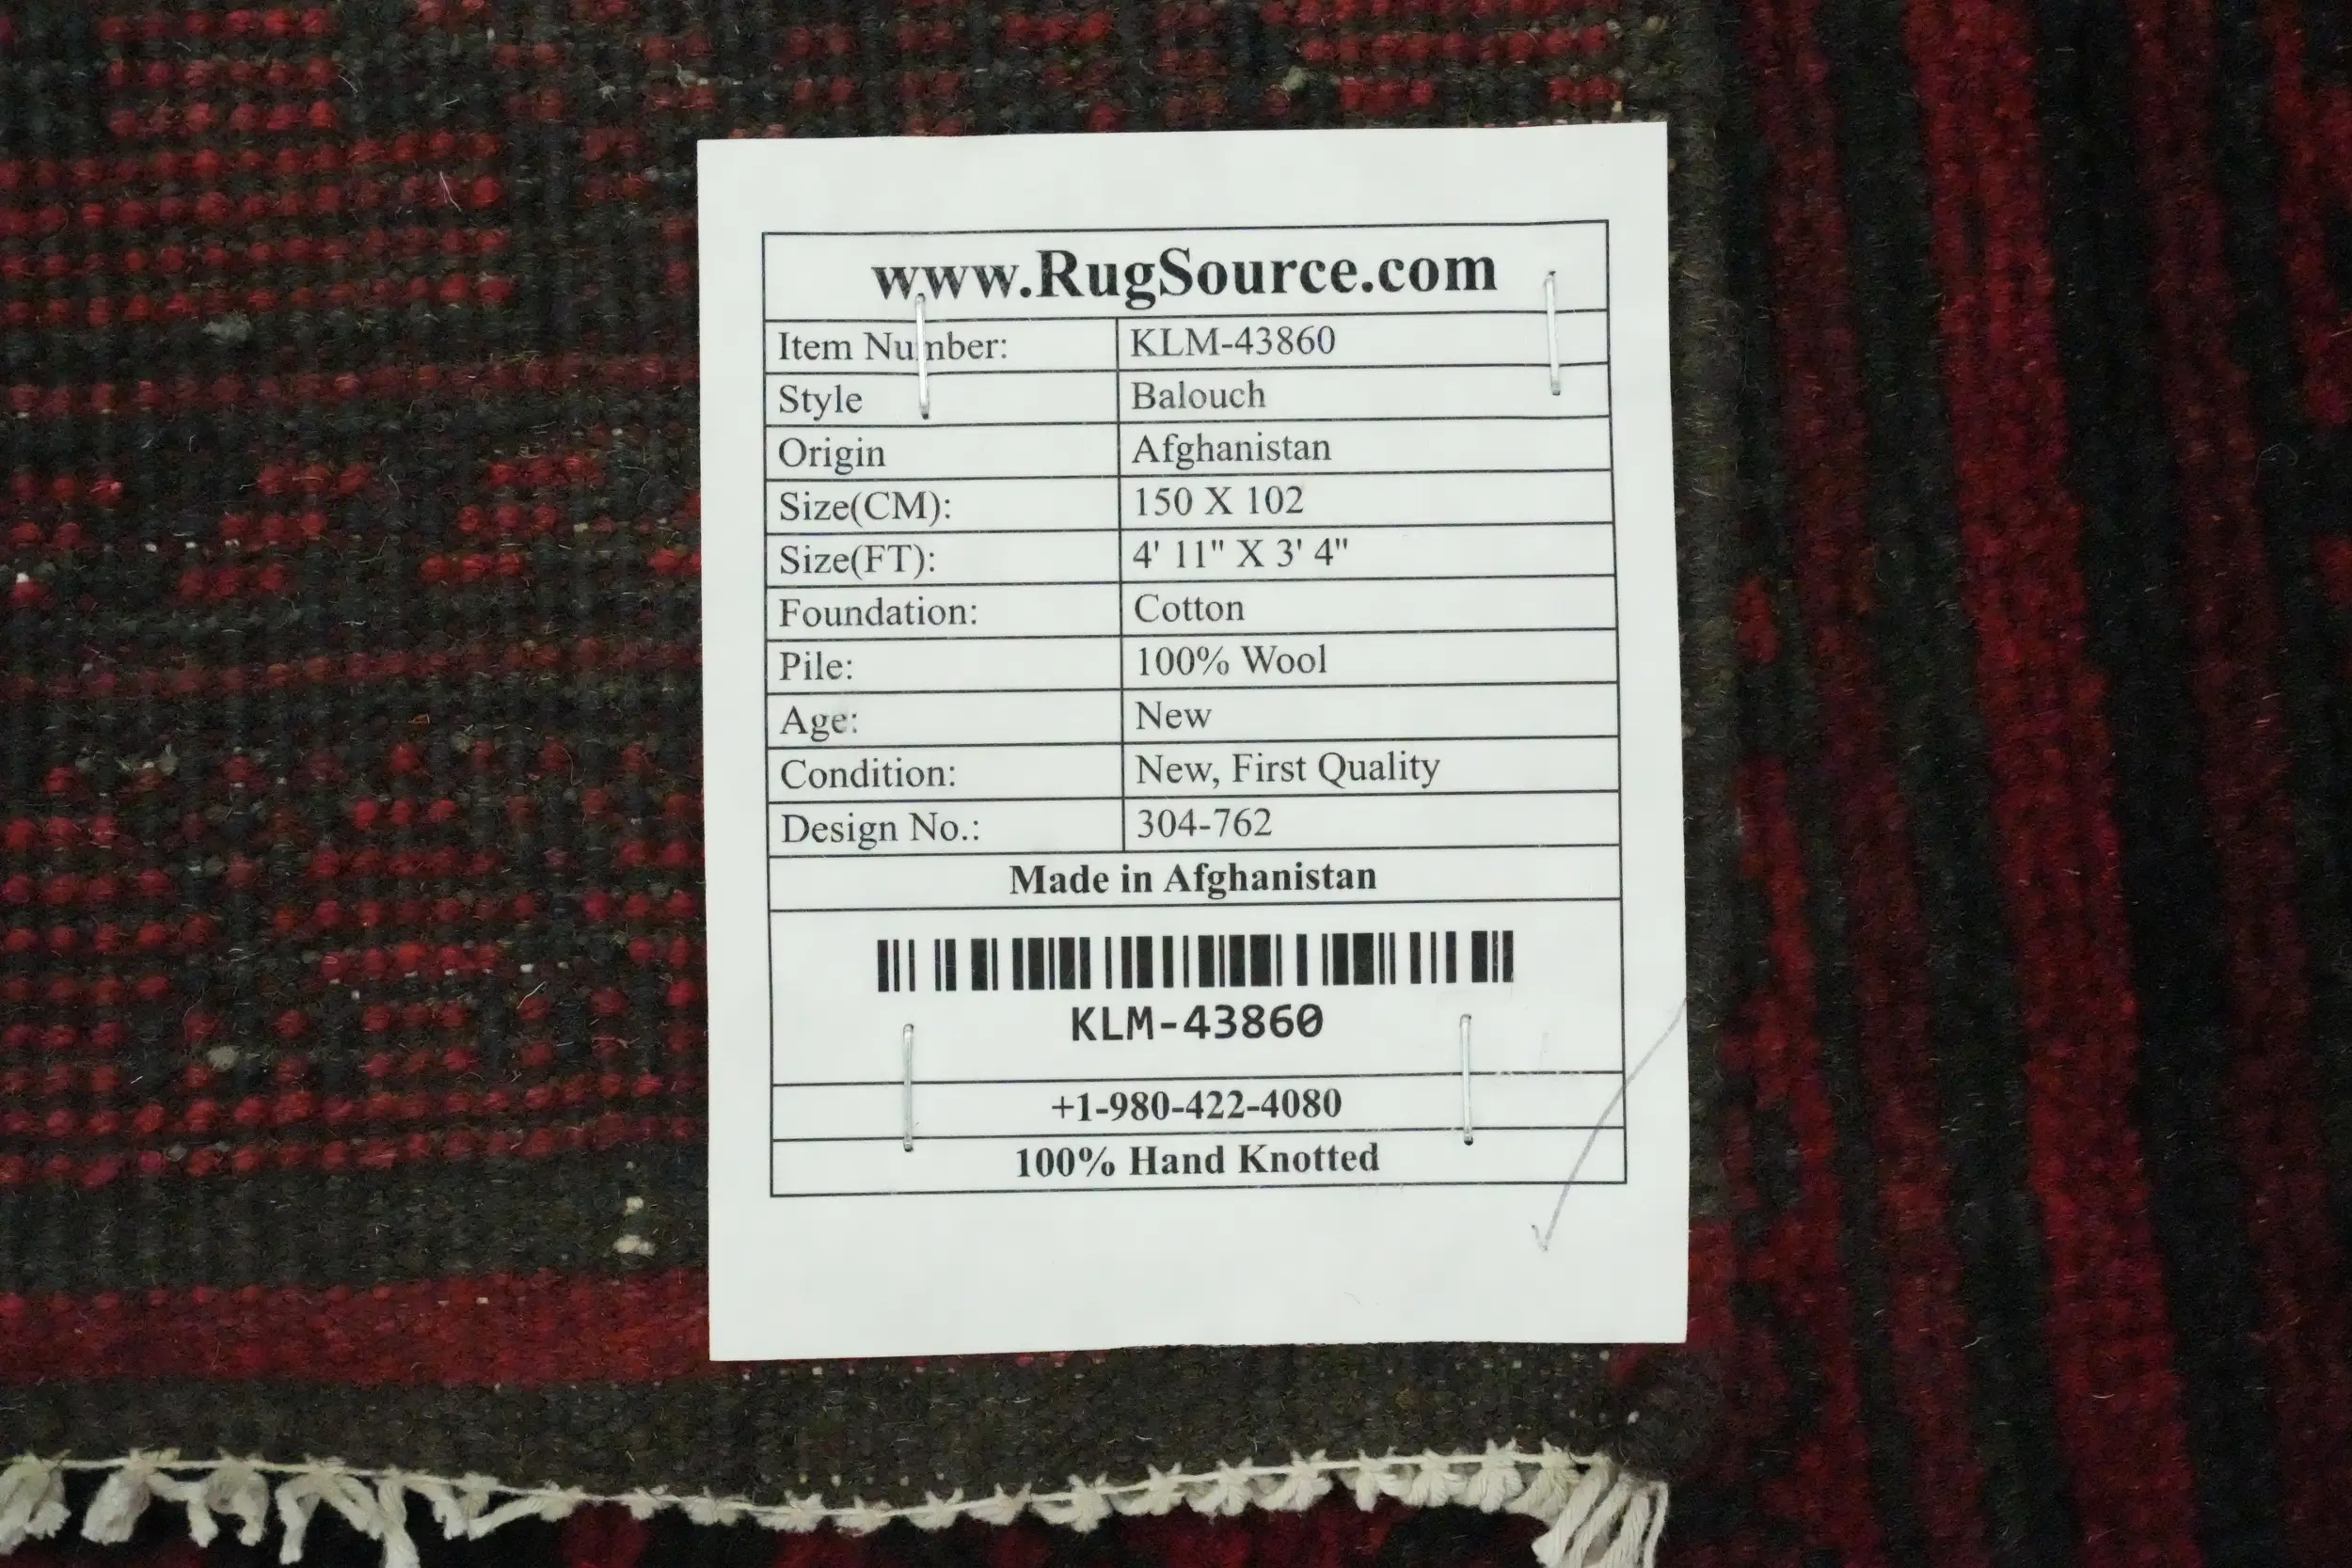 www.RugSource.com
Item Number: KLM-43860
Style Balouch
Origin Afghanistan
Size(CM): 150 X 102
Size(FT): 4' 11" X 3' 4"
Foundation: Cotton
Pile: 100% Wool
Age: New
Condition: New, First Quality
Design No.: 304-762
Made in Afghanistan
KLM-43860
+1-980-422-4080
100% Hand Knotted